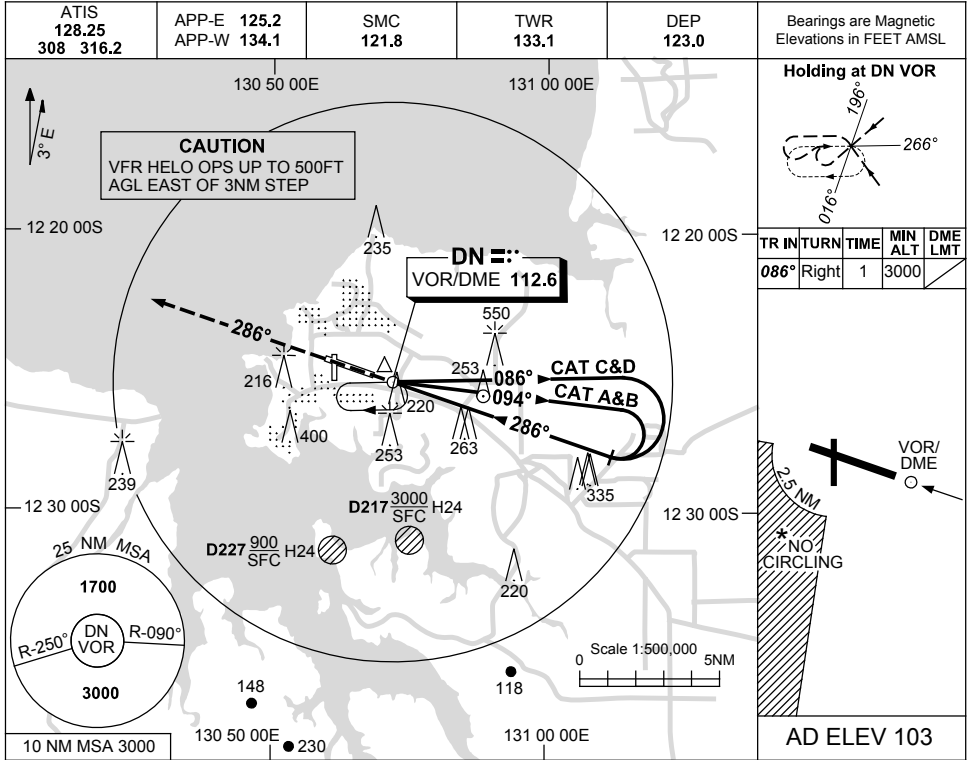 ATIS
128.25
308 316.2
APP-E 125.2
APP-W 134.1
SMC
121.8
TWR
133.1
DEP
123.0
Bearings are Magnetic
Elevations in FEET AMSL
130 50 00E
131 00 00E
3° E
CAUTION
VFR HELO OPS UP TO 500FT
AGL EAST OF 3NM STEP
12 20 00S
12 20 00S
235
DN
VOR/DME 112.6
550
286°
253
086°
CAT C&D
094°
CAT A&B
216
220
286°
400
253
263
239
335
D217 3000
SFC H24
12 30 00S
12 30 00S
D227 900
SFC H24
220
25 NM MSA
1700
R-250°
DN
VOR
R-090°
3000
Scale 1:500,000
0
5NM
148
118
230
10 NM MSA 3000
130 50 00E
131 00 00E
Holding at DN VOR
196°
266°
016°
TR IN
TURN
TIME
MIN
ALT
DME
LMT
086°
Right
1
3000
VOR/
DME
2.5 NM
*NO
CIRCLING
AD ELEV 103